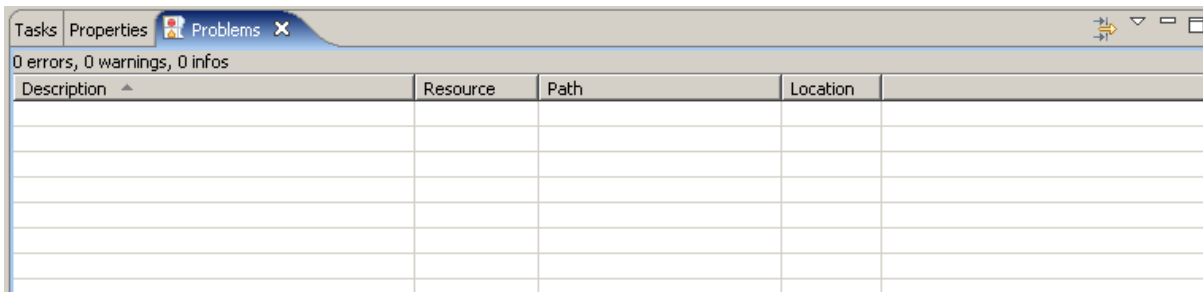 Tasks Properties Problems
0 errors, 0 warnings, 0 infos
Description Resource Path Location